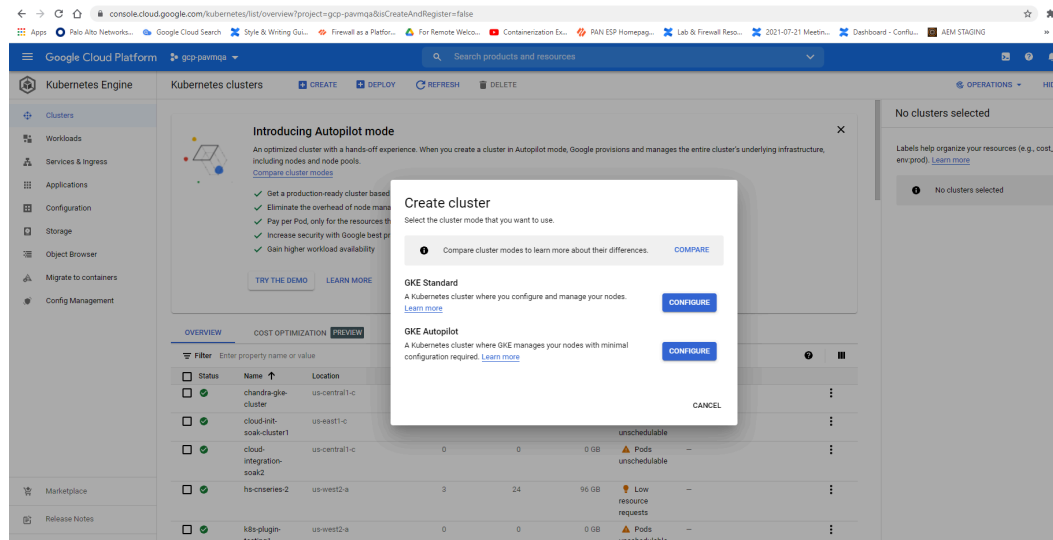 console.cloud.google.com/kubernetes/list/overview?project=gcp-pavmqa&isCreateAndRegister=false
Apps Palo Alto Networks... Google Cloud Search Style & Writing Gui... Firewall as a Platfor... For Remote Welco... Containerization Ex... PAN ESP Homepag... Lab & Firewall Reso... 2021-07-21 Meetin... Dashboard - Conflu... AEM STAGING »
Google Cloud Platform gcp-pavmqa Search products and resources
Kubernetes Engine Kubernetes clusters CREATE DEPLOY REFRESH DELETE OPERATIONS HID
Clusters
Workloads
Services & Ingress
Applications
Configuration
Storage
Object Browser
Migrate to containers
Config Management
Marketplace
Release Notes
Introducing Autopilot mode
An optimized cluster with a hands-off experience. When you create a cluster in Autopilot mode, Google provisions and manages the entire cluster's underlying infrastructure,
including nodes and node pools.
Compare cluster modes
Get a production-ready cluster based
Eliminate the overhead of node mana
Pay per Pod, only for the resources th
Increase security with Google best pr
Gain higher workload availability
TRY THE DEMO LEARN MORE
OVERVIEW COST OPTIMIZATION PREVIEW
Filter Enter property name or value
Status Name Location
chandra-gke-
cluster
us-central1-c
cloud-init-
soak-cluster1
us-east1-c
unschedulable
cloud-
integration-
soak2
us-central1-c 0 0 0 GB Pods
unschedulable
–
hs-cnseries-2 us-west2-a 3 24 96 GB Low
resource
requests
–
k8s-plugin-
us-west2-a 0 0 0 GB Pods
–
Create cluster
Select the cluster mode that you want to use.
Compare cluster modes to learn more about their differences. COMPARE
GKE Standard
A Kubernetes cluster where you configure and manage your nodes.
Learn more
CONFIGURE
GKE Autopilot
A Kubernetes cluster where GKE manages your nodes with minimal
configuration required. Learn more
CONFIGURE
CANCEL
No clusters selected
Labels help organize your resources (e.g., cost_
env:prod). Learn more
No clusters selected